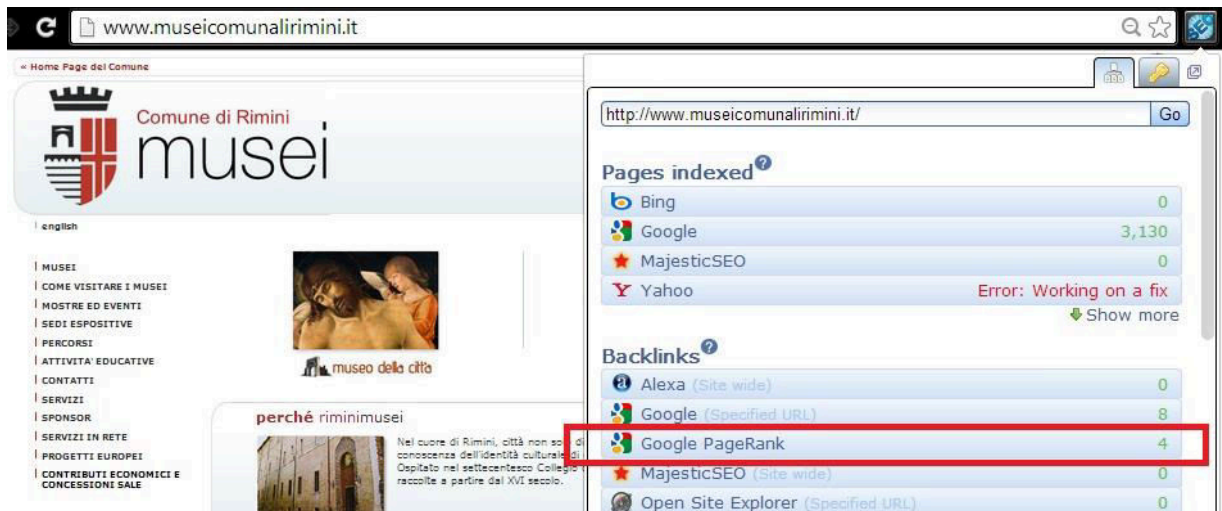 www.museicomunalirimini.it
« Home Page del Comune
Comune di Rimini
musei
english
MUSEI
COME VISITARE I MUSEI
MOSTRE ED EVENTI
SEDI ESPOSITIVE
PERCORSI
ATTIVITA' EDUCATIVE
CONTATTI
SERVIZI
SPONSOR
SERVIZI IN RETE
PROGETTI EUROPEI
CONTRIBUTI ECONOMICI E
CONCESSIONI SALE
museo della città
perché riminimusei
Nel cuore di Rimini, città non solo di
conoscenza dell'identità culturale di
Ospitato nel settecentesco Collegio
raccolte a partire dal XVI secolo.
http://www.museicomunalirimini.it/ Go
Pages indexed?
Bing 0
Google 3,130
MajesticSEO 0
Yahoo Error: Working on a fix
Show more
Backlinks?
Alexa (Site wide) 0
Google (Specified URL) 8
Google PageRank 4
MajesticSEO (Site wide) 0
Open Site Explorer (Specified URL) 0